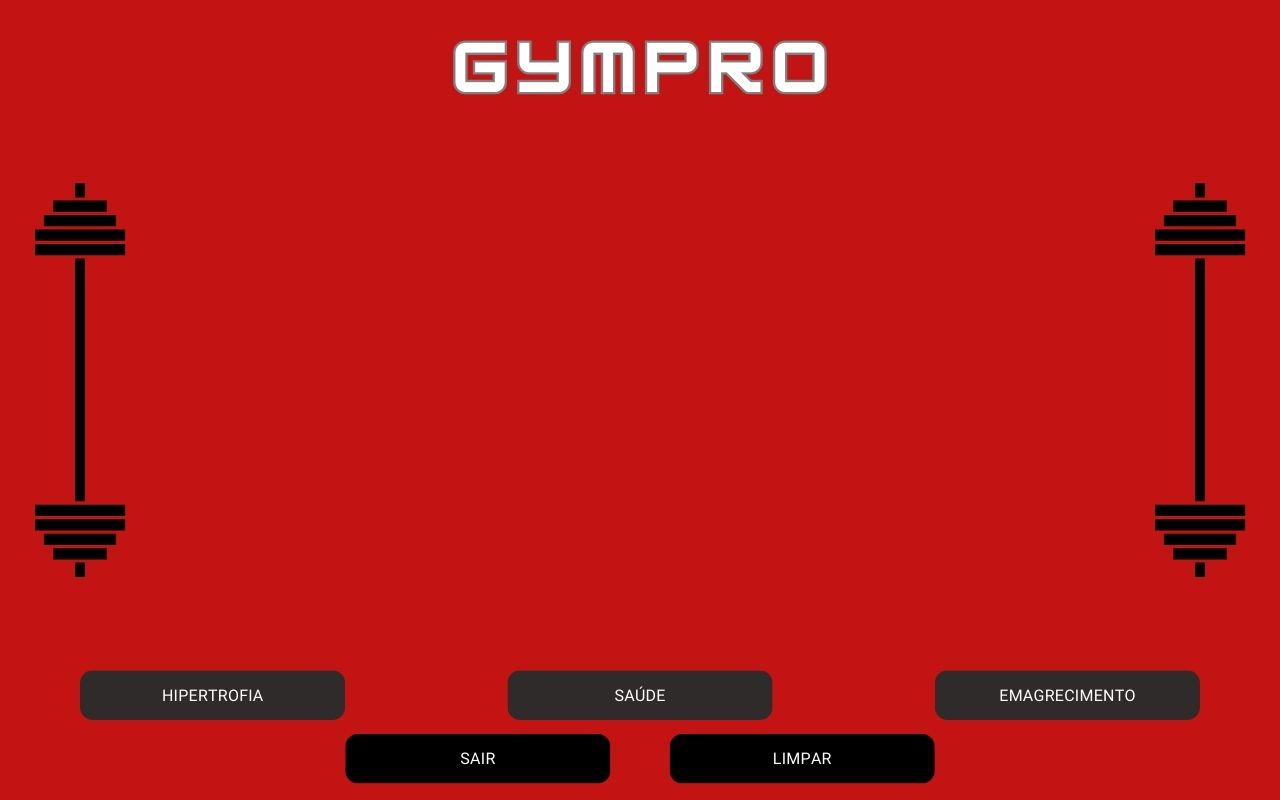 GYMPRO
HIPERTROFIA
SAÚDE
EMAGRECIMENTO
SAIR
LIMPAR